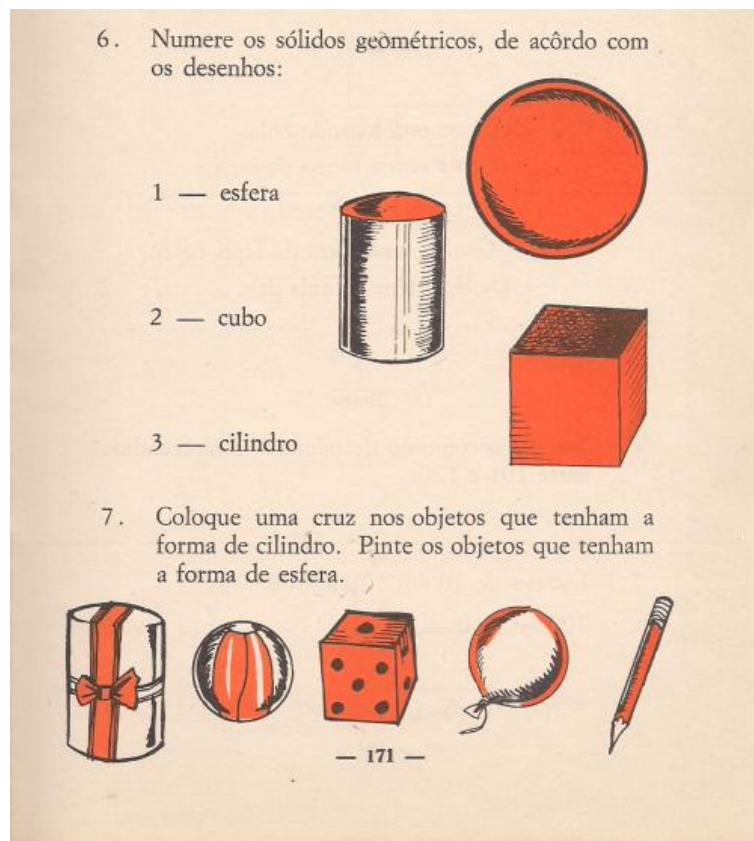 6. Numere os sólidos geométricos, de acôrdo com
os desenhos:
1 — esfera
2 — cubo
3 — cilindro
7. Coloque uma cruz nos objetos que tenham a
forma de cilindro. Pinte os objetos que tenham
a forma de esfera.
— 171 —